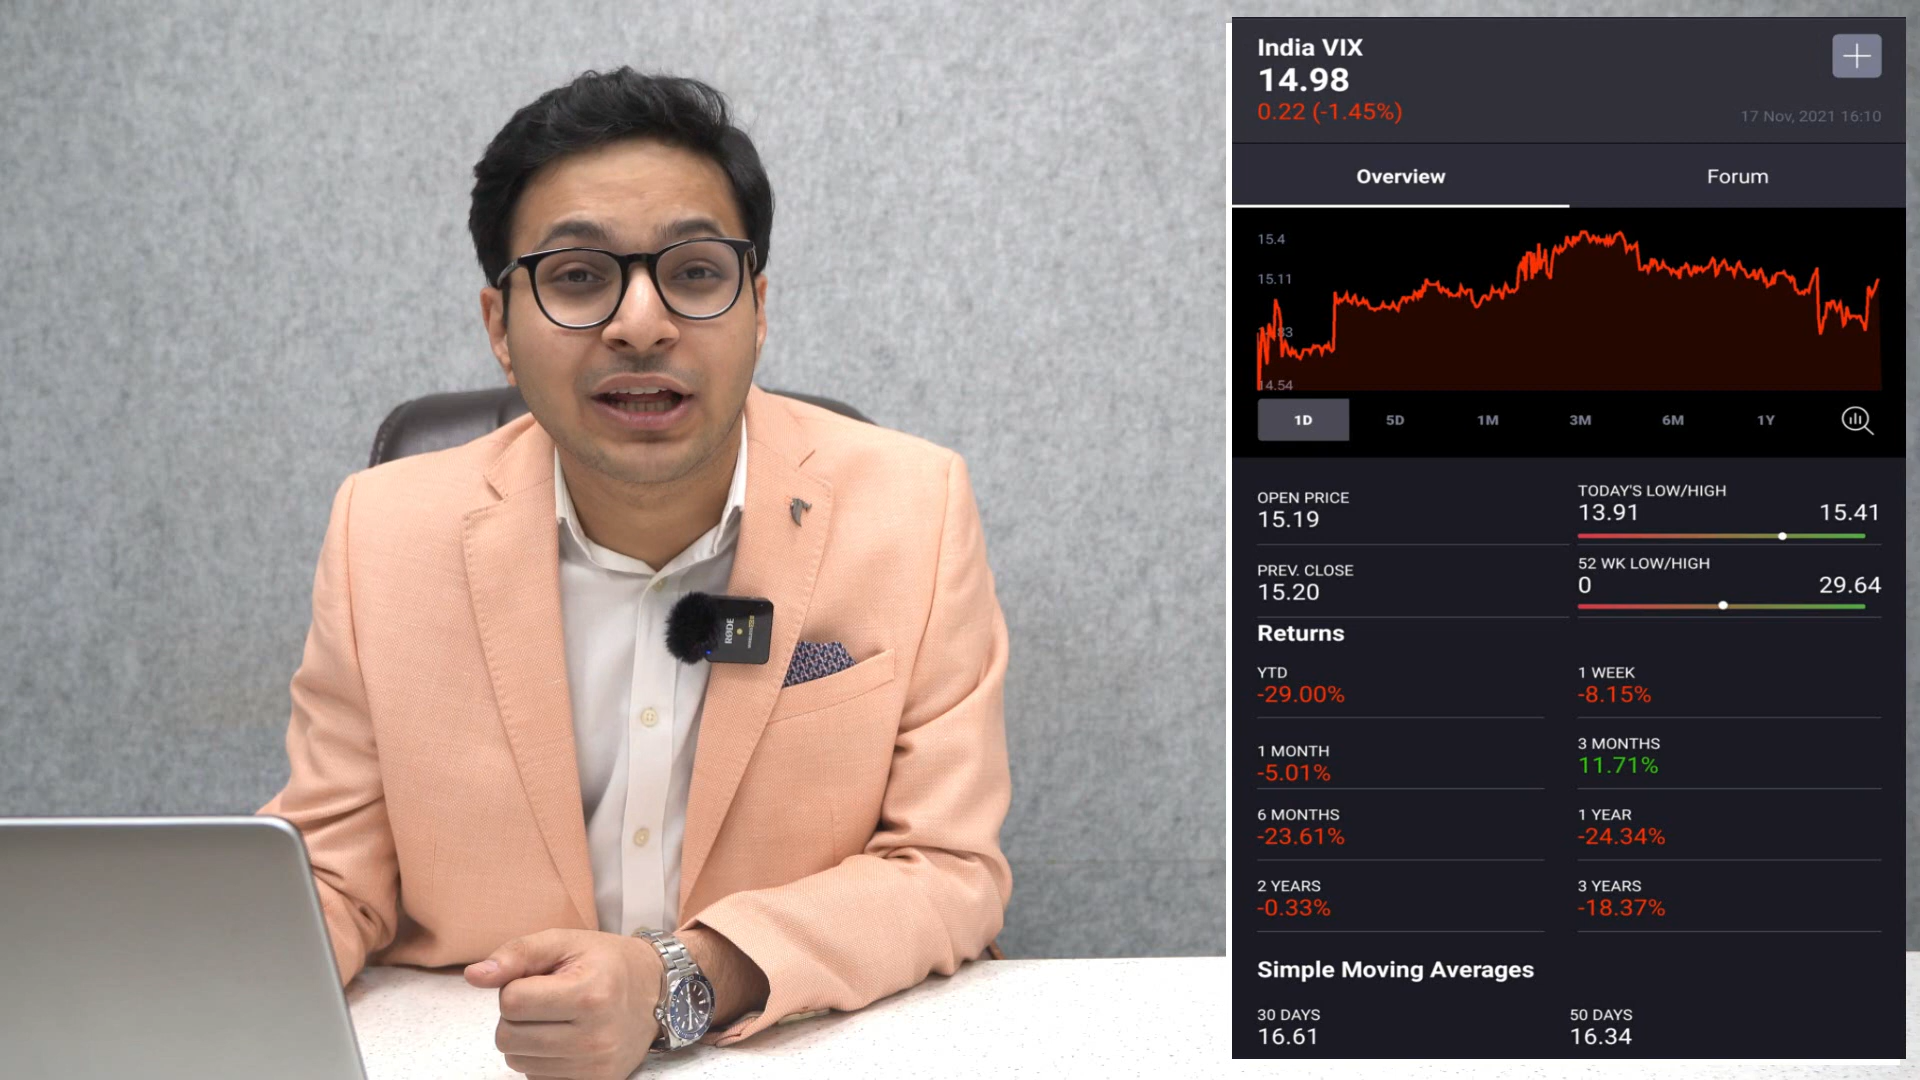 India VIX
14.98
0.22 (-1.45%)
17 Nov, 2021 16:10
Overview
Forum
15.4
15.11
14.54
1D 5D 1M 3M 6M 1Y
OPEN PRICE
15.19
TODAY'S LOW/HIGH
13.91 15.41
PREV. CLOSE
15.20
52 WK LOW/HIGH
0 29.64
Returns
YTD
-29.00%
1 WEEK
-8.15%
1 MONTH
-5.01%
3 MONTHS
11.71%
6 MONTHS
-23.61%
1 YEAR
-24.34%
2 YEARS
-0.33%
3 YEARS
-18.37%
Simple Moving Averages
30 DAYS
16.61
50 DAYS
16.34
RØDE